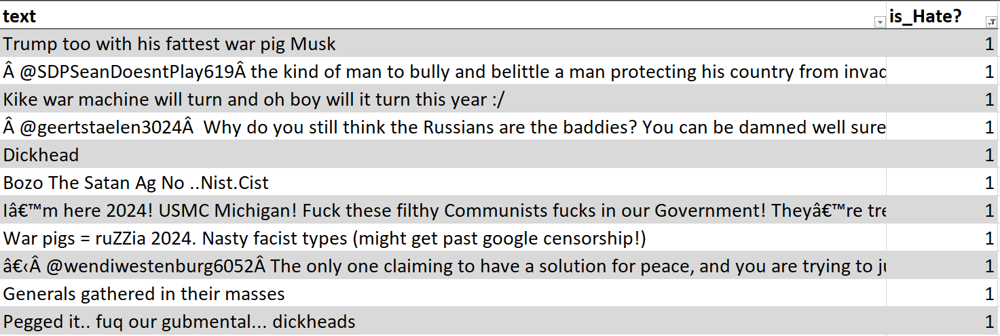 text is_Hate?
Trump too with his fattest war pig Musk 1
Â @SDPSeanDoesntPlay619Â the kind of man to bully and belittle a man protecting his country from invad 1
Kike war machine will turn and oh boy will it turn this year :/ 1
Â @geertstaelen3024Â  Why do you still think the Russians are the baddies? You can be damned well sure 1
Dickhead 1
Bozo The Satan Ag No ..Nist.Cist 1
Iâ€™m here 2024! USMC Michigan! Fuck these filthy Communists fucks in our Government! Theyâ€™re tre 1
War pigs = ruZZia 2024. Nasty facist types (might get past google censorship!) 1
â€‹Â @wendiwestenburg6052Â The only one claiming to have a solution for peace, and you are trying to ju 1
Generals gathered in their masses 1
Pegged it.. fuq our gubmental... dickheads 1